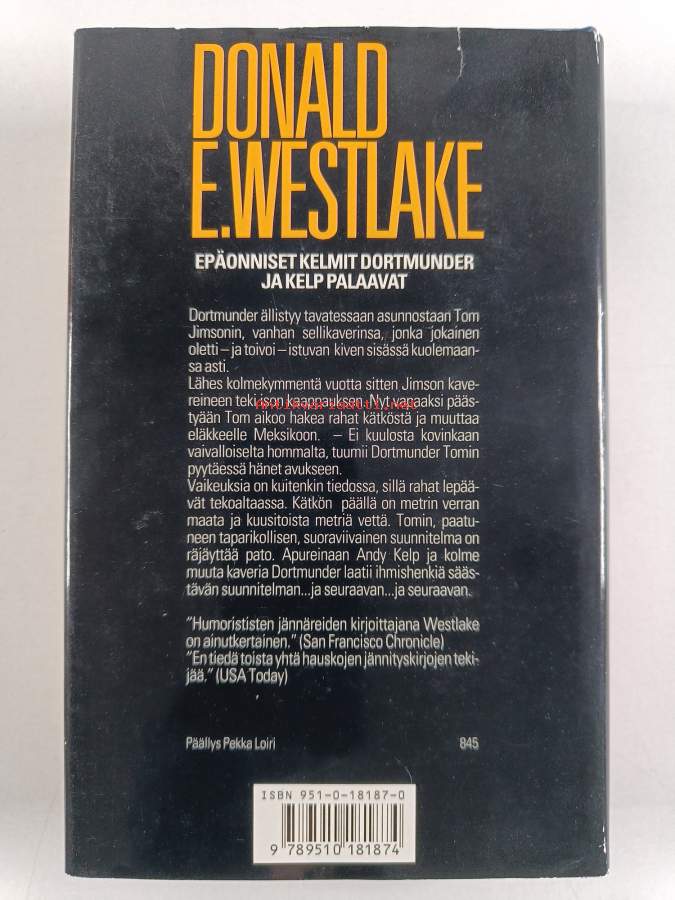 DONALD
E.WESTLAKE
EPÄONNISET KELMIT DORTMUNDER
JA KELP PALAAVAT
Dortmunder ällistyy tavatessaan asunnostaan Tom
Jimsonin, vanhan sellikaverinsa, jonka jokainen
oletti – ja toivoi – istuvan kiven sisässä kuolemaan-
sa asti.
Lähes kolmekymmentä vuotta sitten Jimson kave-
reineen teki ison kaappauksen. Nyt vapaaksi pääs-
tyään Tom aikoo hakea rahat kätköstä ja muuttaa
eläkkeelle Meksikoon. – Ei kuulosta kovinkaan
vaivalloiselta hommalta, tuumii Dortmunder Tomin
pyytäessä hänet avukseen.
Vaikeuksia on kuitenkin tiedossa, sillä rahat lepää-
vät tekoaltaassa. Kätkön päällä on metrin verran
maata ja kuusitoista metriä vettä. Tomin, paatu-
neen taparikollisen, suoraviivainen suunnitelma on
räjäyttää pato. Apureinaan Andy Kelp ja kolme
muuta kaveria Dortmunder laatii ihmishenkiä sääs-
tävän suunnitelman...ja seuraavan...ja seuraavan.
"Humorististen jännäreiden kirjoittajana Westlake
on ainutkertainen." (San Francisco Chronicle)
"En tiedä toista yhtä hauskojen jännityskirjojen teki-
jää." (USA Today)
Päällys Pekka Loiri 845
ISBN 951-0-18187-0
9 789510 181874